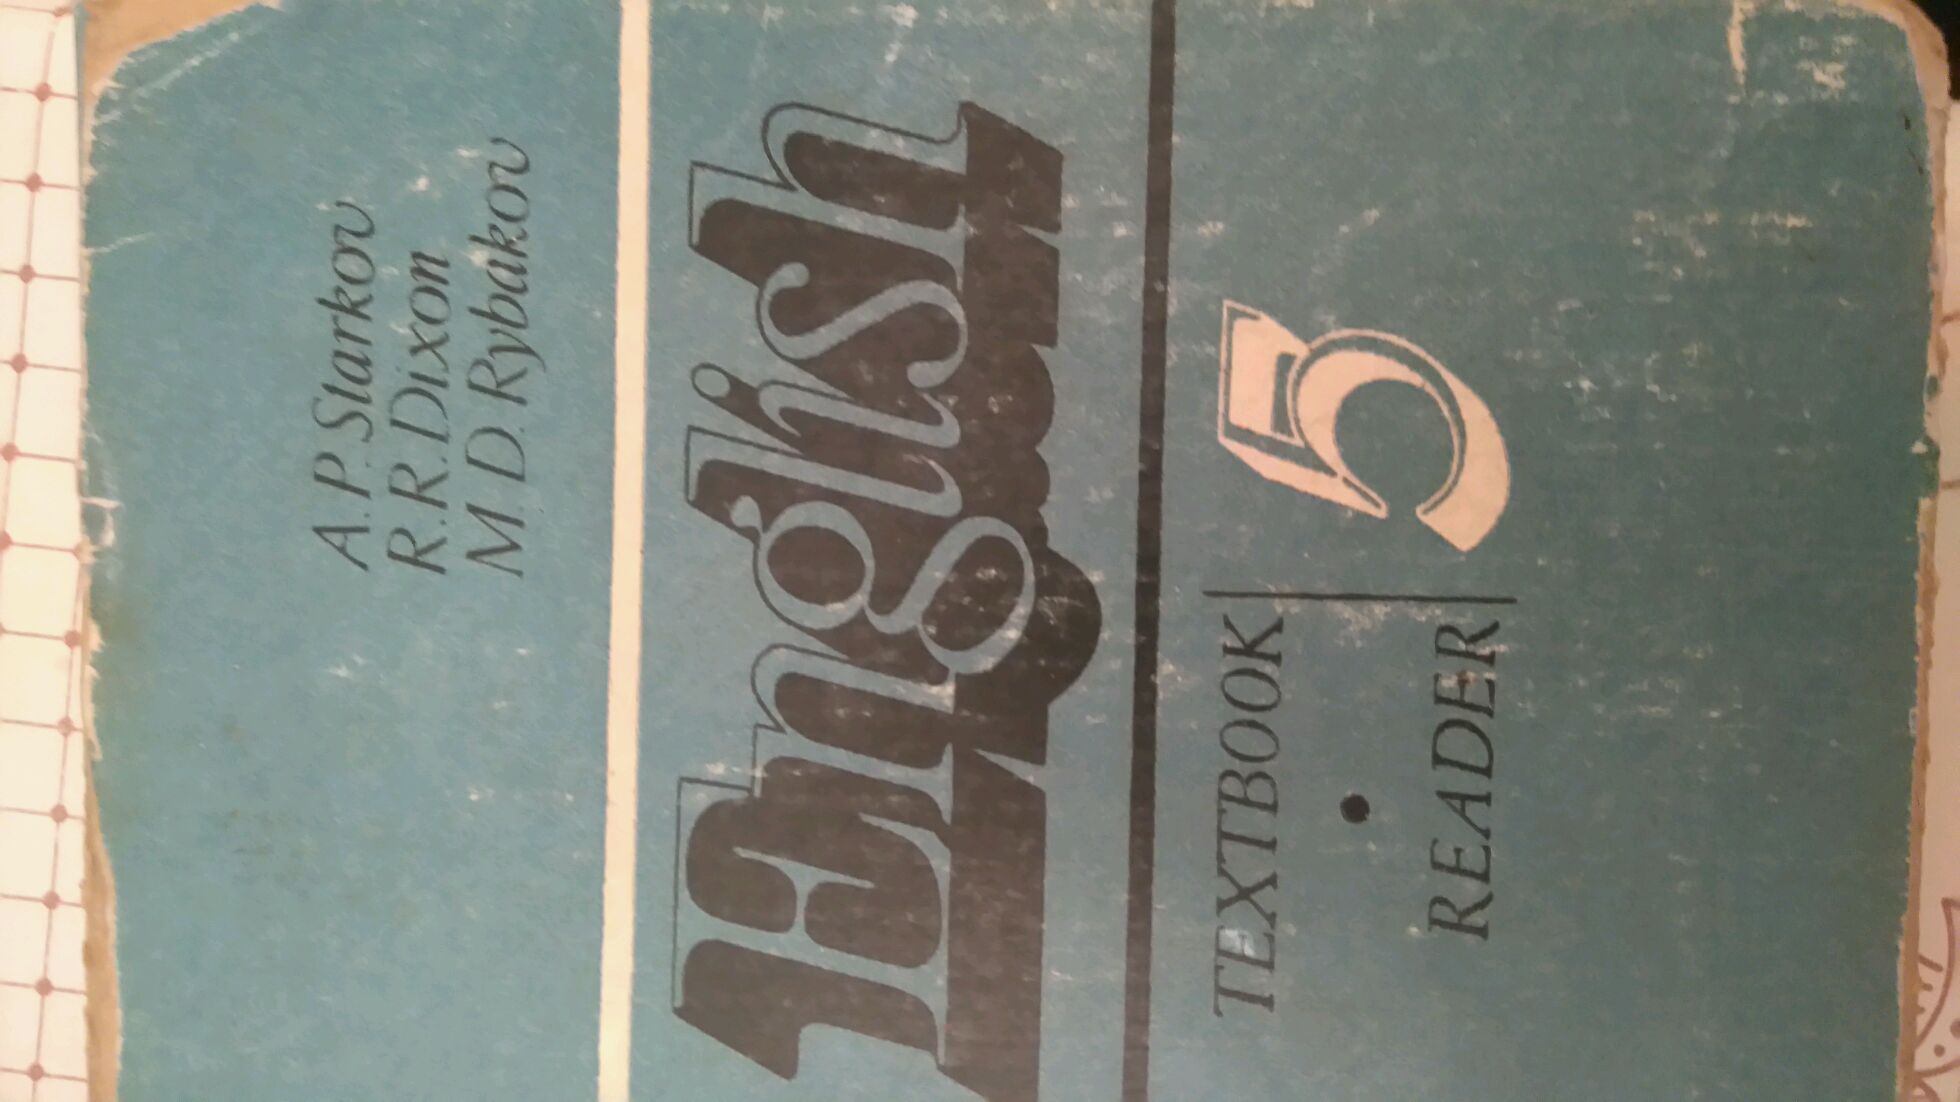 A.P. Starkov
R.R. Dixon
M.D. Rybakov
English
TEXTBOOK
•
READER
5